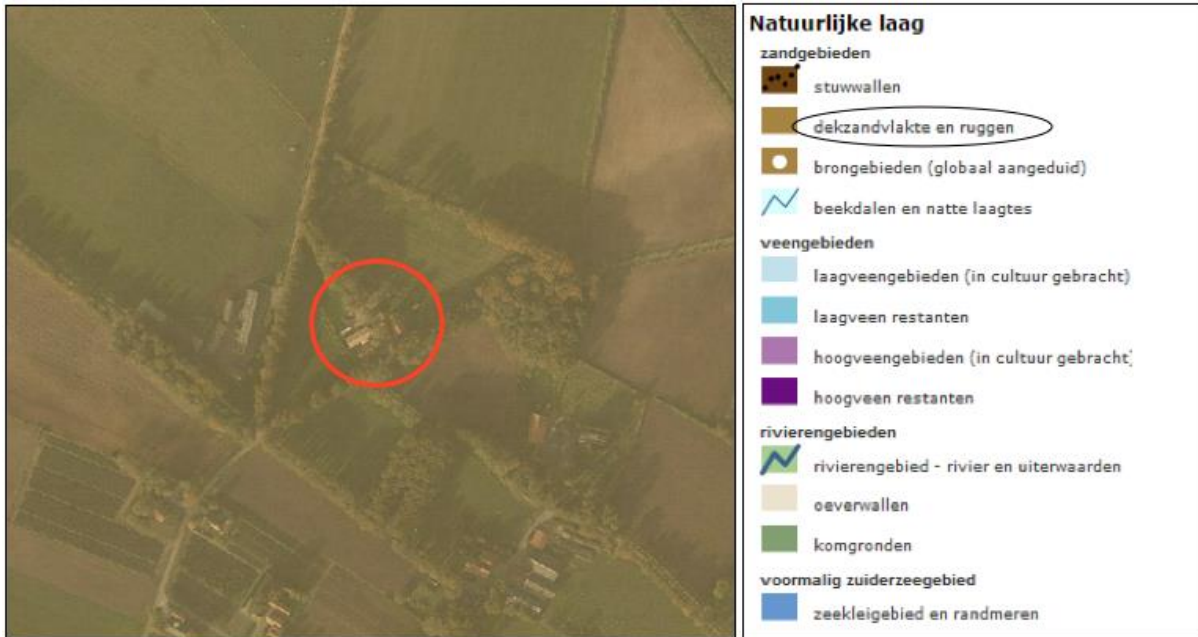 Natuurlijke laag
zandgebieden
stuwwallen
dekzandvlakte en ruggen
brongebieden (globaal aangeduid)
beekdalen en natte laagtes
veengebieden
laagveengebieden (in cultuur gebracht)
laagveen restanten
hoogveengebieden (in cultuur gebracht)
hoogveen restanten
rivierengebieden
rivierengebied - rivier en uiterwaarden
oeverwallen
komgronden
voormalig zuiderzeegebied
zeekleigebied en randmeren